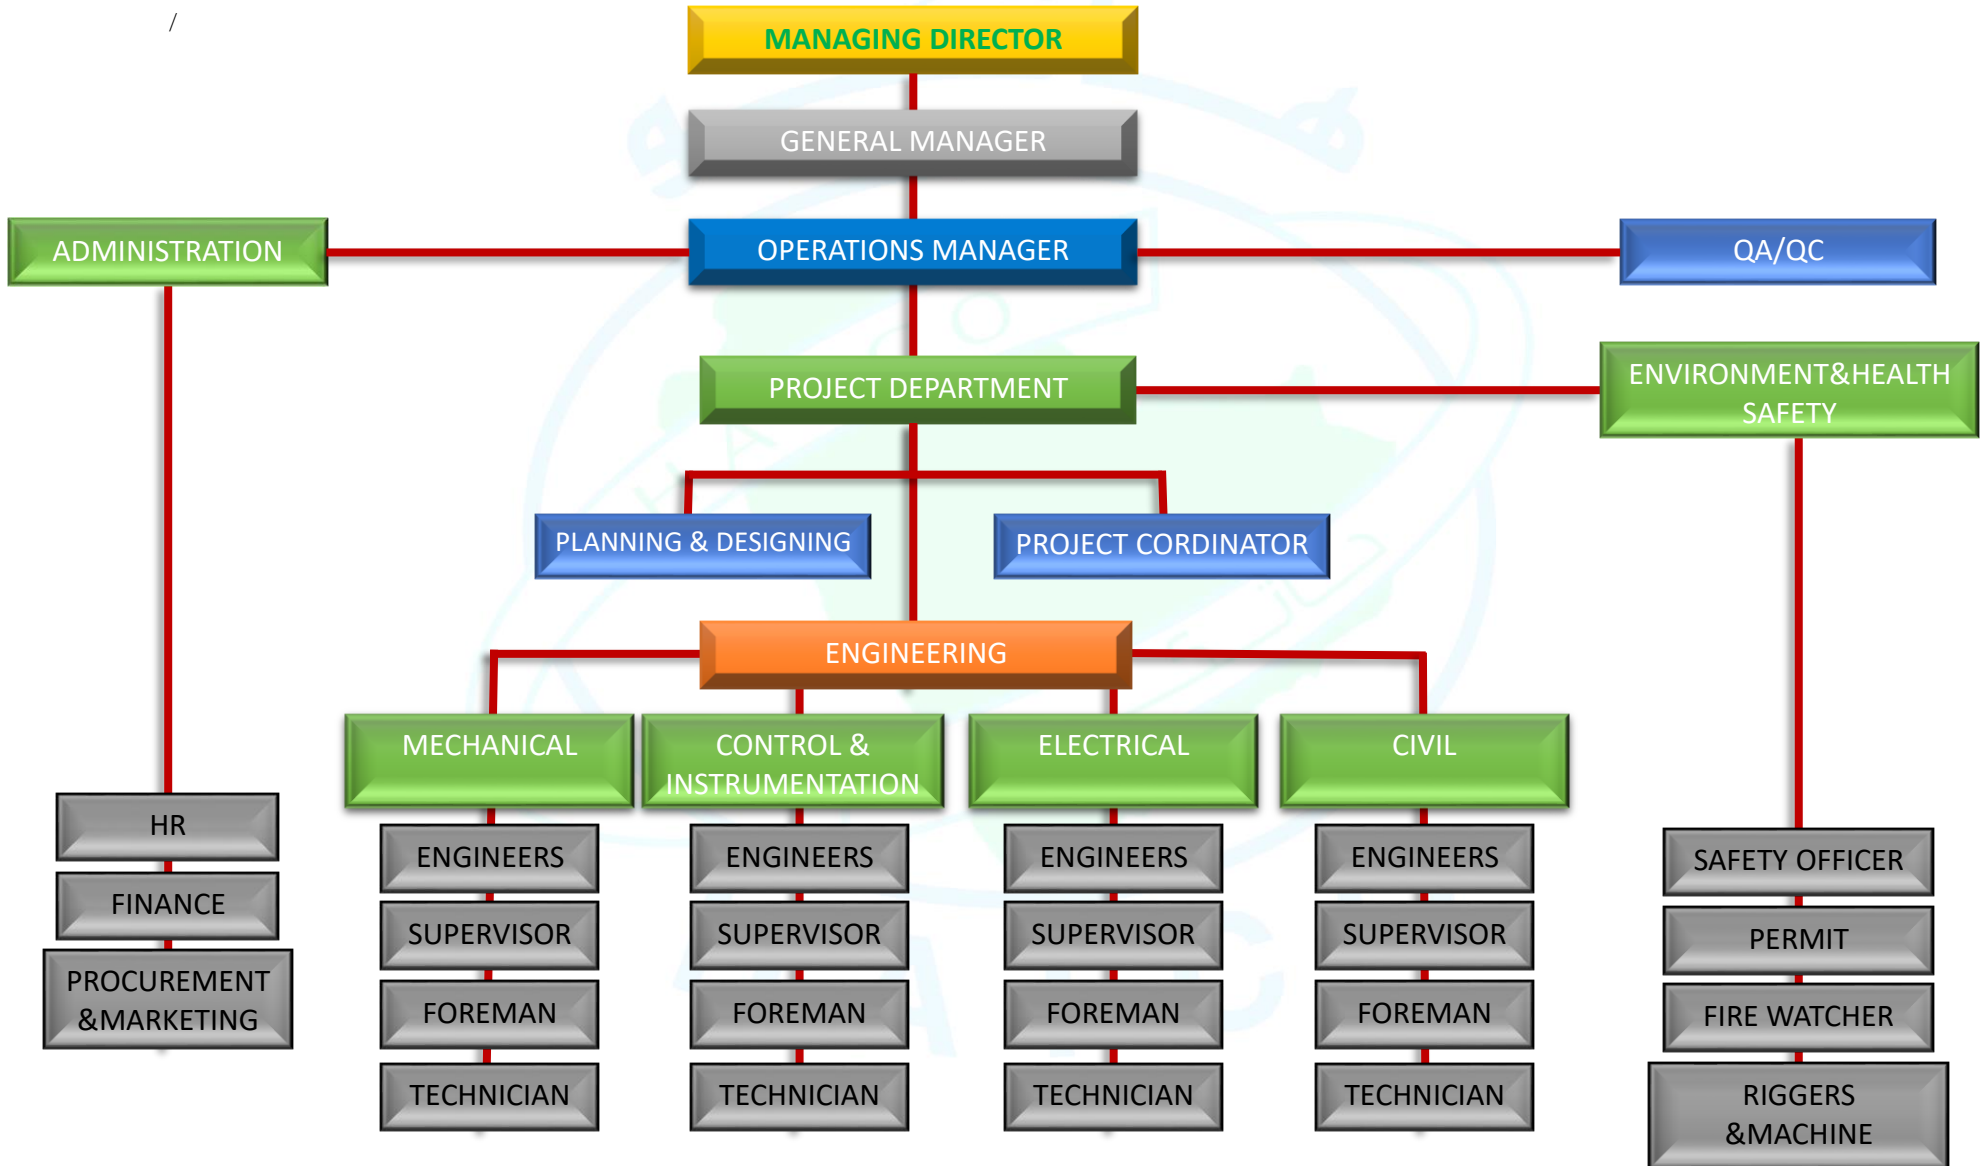 /
MANAGING DIRECTOR
GENERAL MANAGER
ADMINISTRATION
OPERATIONS MANAGER
QA/QC
PROJECT DEPARTMENT
ENVIRONMENT&HEALTH
SAFETY
PLANNING & DESIGNING
PROJECT CORDINATOR
ENGINEERING
MECHANICAL
CONTROL &
INSTRUMENTATION
ELECTRICAL
CIVIL
HR
FINANCE
PROCUREMENT
&MARKETING
ENGINEERS
SUPERVISOR
FOREMAN
TECHNICIAN
ENGINEERS
SUPERVISOR
FOREMAN
TECHNICIAN
ENGINEERS
SUPERVISOR
FOREMAN
TECHNICIAN
ENGINEERS
SUPERVISOR
FOREMAN
TECHNICIAN
SAFETY OFFICER
PERMIT
FIRE WATCHER
RIGGERS
&MACHINE